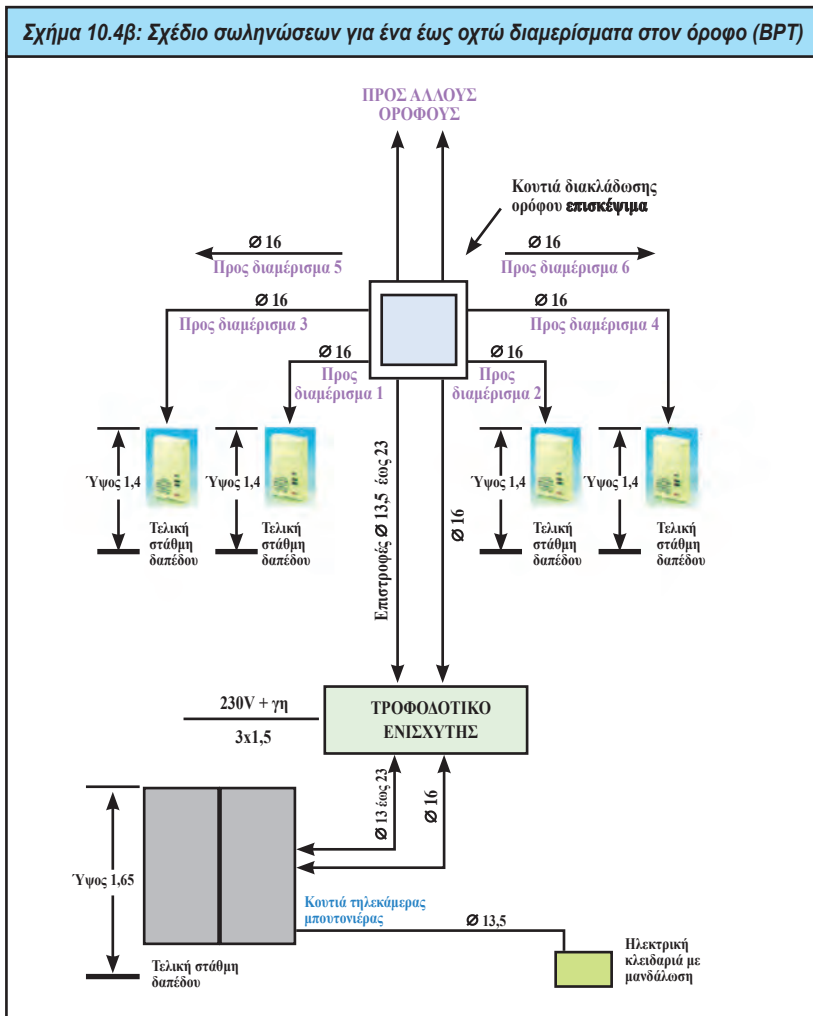 Σχήμα 10.4β: Σχέδιο σωληνώσεων για ένα έως οχτώ διαμερίσματα στον όροφο (BPT)
ΠΡΟΣ ΑΛΛΟΥΣ
ΟΡΟΦΟΥΣ
Κουτιά διακλάδωσης
ορόφου επισκέψιμα
Ø 16
Προς διαμέρισμα 5
Ø 16
Προς διαμέρισμα 6
Ø 16
Προς διαμέρισμα 3
Ø 16
Προς διαμέρισμα 4
Ø 16
Προς
διαμέρισμα 1
Ø 16
Προς
διαμέρισμα 2
Ύψος 1,4
Ύψος 1,4
Ύψος 1,4
Ύψος 1,4
Τελική
στάθμη
δαπέδου
Τελική
στάθμη
δαπέδου
Τελική
στάθμη
δαπέδου
Τελική
στάθμη
δαπέδου
Επιστροφές Ø 13,5 έως 23
Ø 16
230V + γη
3x1,5
ΤΡΟΦΟΔΟΤΙΚΟ
ΕΝΙΣΧΥΤΗΣ
Ø 13 έως 23
Ø 16
Ύψος 1,65
Κουτιά τηλεκάμερας
μπουτονιέρας
Ø 13,5
Τελική στάθμη
δαπέδου
Ηλεκτρική
κλειδαριά με
μανδάλωση